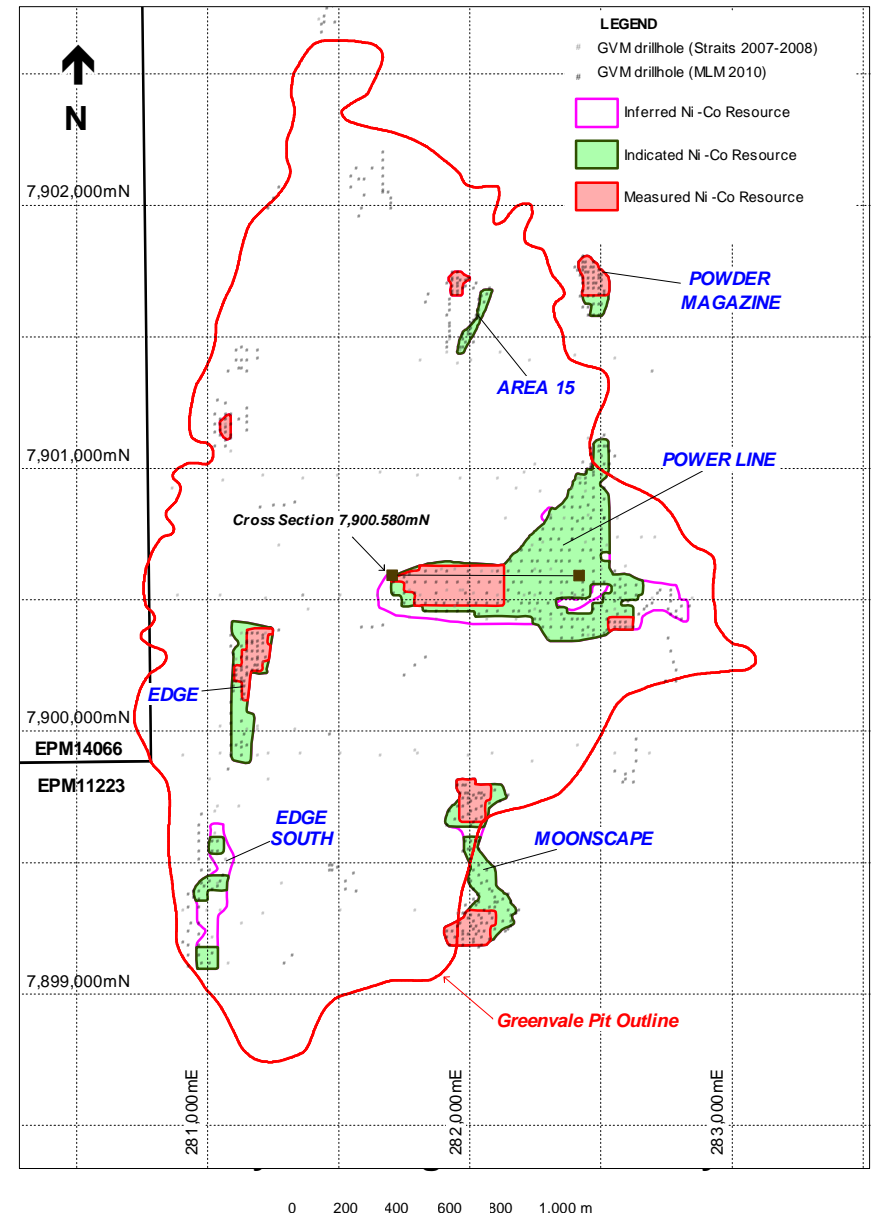 LEGEND
GVM drillhole (Straits 2007-2008)
GVM drillhole (MLM 2010)
Inferred Ni -Co Resource
Indicated Ni -Co Resource
Measured Ni -Co Resource
N
7,902,000mN
POWDER
MAGAZINE
AREA 15
7,901,000mN
POWER LINE
Cross Section 7,900.580mN
EDGE
7,900,000mN
EPM14066
EPM11223
EDGE
SOUTH
MOONSCAPE
7,899,000mN
Greenvale Pit Outline
281,000mE
282,000mE
283,000mE
0 200 400 600 800 1,000 m